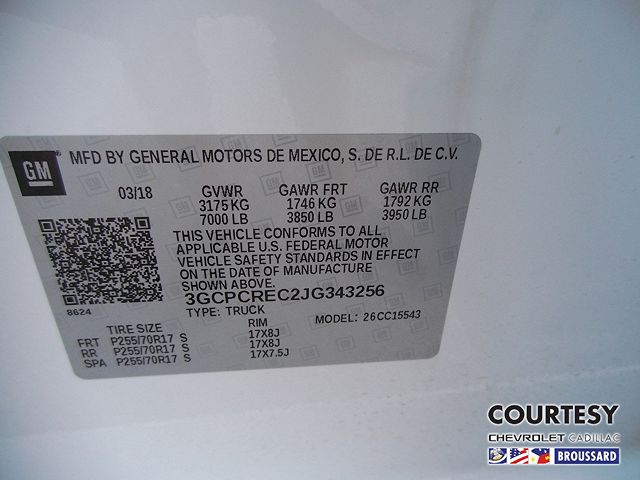 GM MFD BY GENERAL MOTORS DE MEXICO, S. DE R.L. DE C.V.
03/18 GVWR GAWR FRT GAWR RR
3175 KG 1746 KG 1792 KG
7000 LB 3850 LB 3950 LB
THIS VEHICLE CONFORMS TO ALL
APPLICABLE U.S. FEDERAL MOTOR
VEHICLE SAFETY STANDARDS IN EFFECT
ON THE DATE OF MANUFACTURE
SHOWN ABOVE.
3GCPCREC2JG343256
8624
TYPE: TRUCK MODEL: 26CC15543
TIRE SIZE RIM
FRT P255/70R17 S 17X8J
RR P255/70R17 S 17X8J
SPA P255/70R17 S 17X7.5J
COURTESY
CHEVROLET CADILLAC
BROUSSARD